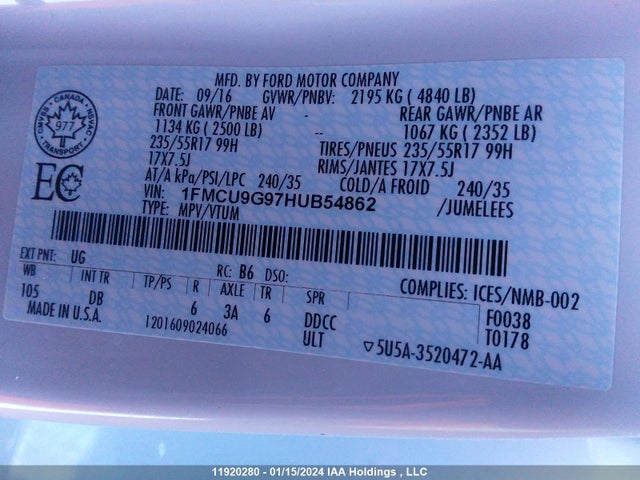 MFD. BY FORD MOTOR COMPANY
DATE: 09/16 GVWR/PNBV: 2195 KG ( 4840 LB)
FRONT GAWR/PNBE AV - REAR GAWR/PNBE AR
1134 KG ( 2500 LB) -- 1067 KG ( 2352 LB)
235/55R17 99H TIRES/PNEUS 235/55R17 99H
17X7.5J RIMS/JANTES 17X7.5J
AT/A kPa/PSI/LPC 240/35 COLD/A FROID 240/35
VIN: 1FMCU9G97HUB54862 /JUMELEES
TYPE: MPV/VTUM
CANADA
977
TRANSPORT
EC
EXT PNT: UG RC: B6 DSO: COMPLIES: ICES/NMB-002
WB INT TR TP/PS R AXLE TR SPR F0038
105 DB 6 3A 6 DDCC T0178
MADE IN U.S.A. 1201609024066 ULT ▽5U5A-3520472-AA
11920280 - 01/15/2024 IAA Holdings , LLC